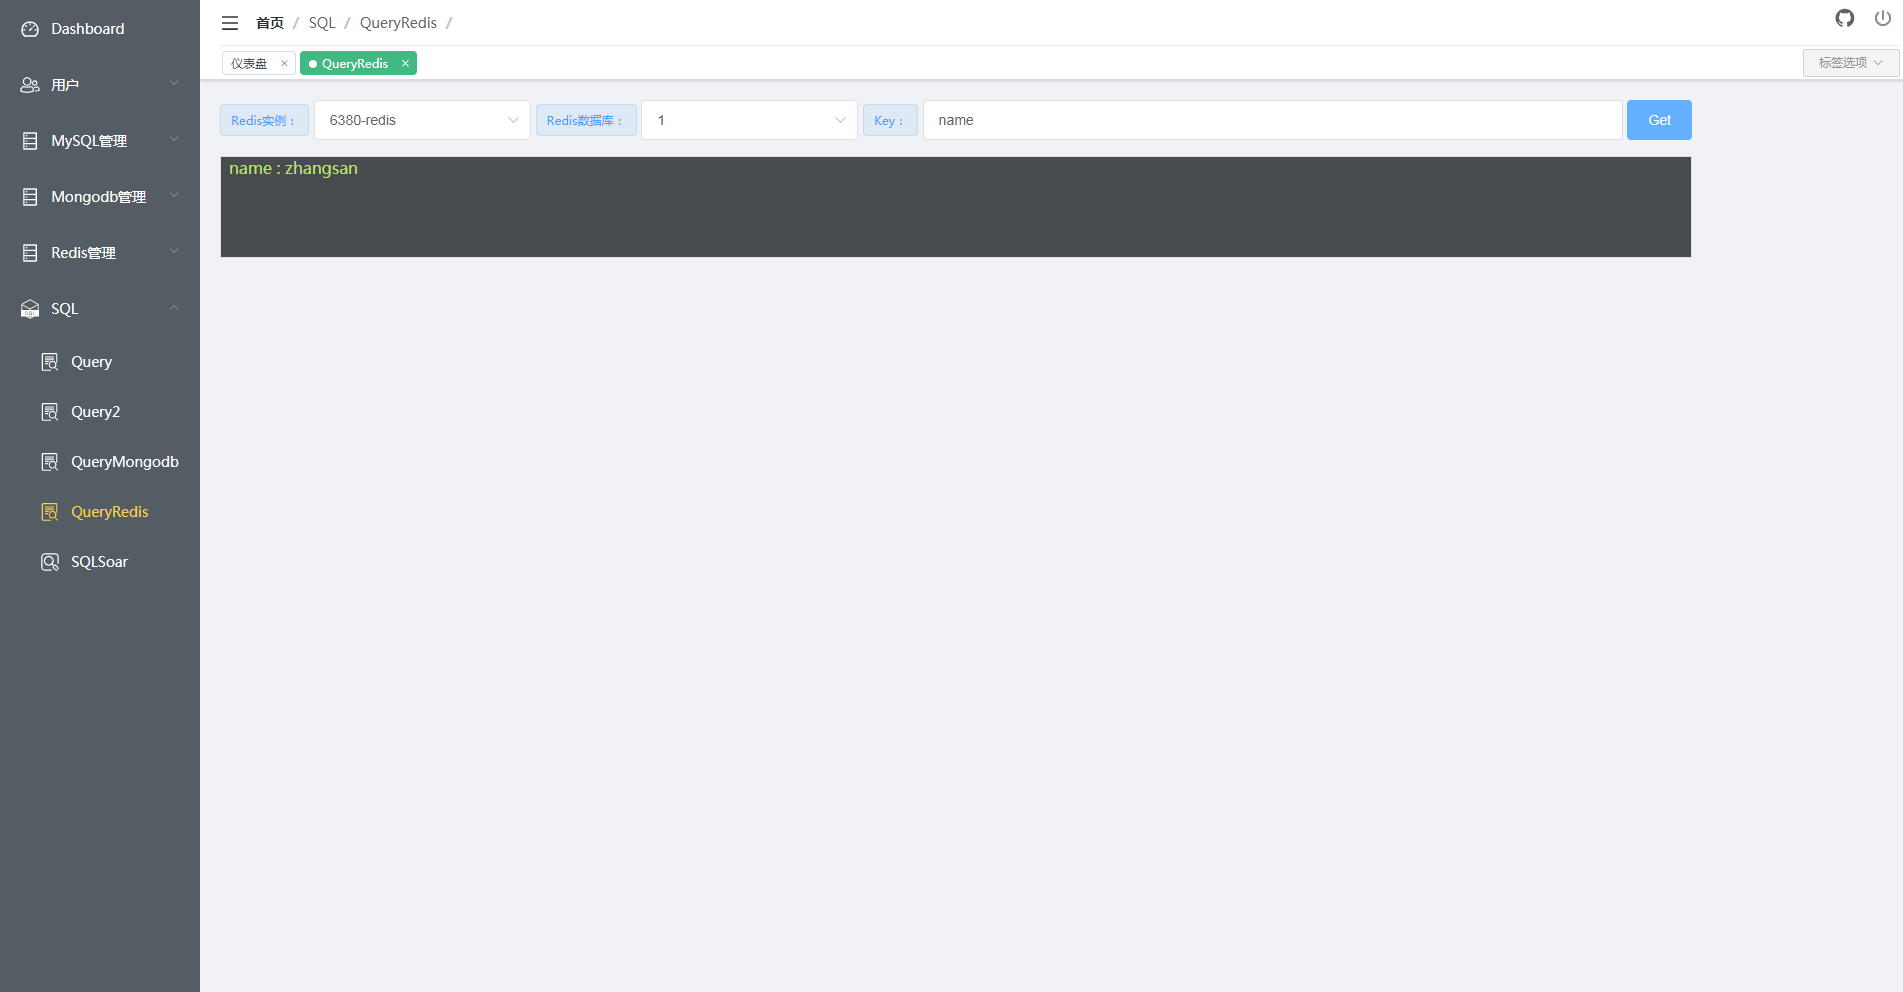 Dashboard
用户
MySQL管理
Mongodb管理
Redis管理
SQL
Query
Query2
QueryMongodb
QueryRedis
SQLSoar
首页 / SQL / QueryRedis /
仪表盘 × QueryRedis × 标签选项
Redis实例： 6380-redis Redis数据库： 1 Key： name Get
name : zhangsan